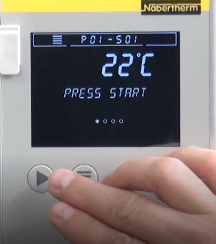 Nabertherm
P01-S01
22°C
PRESS START